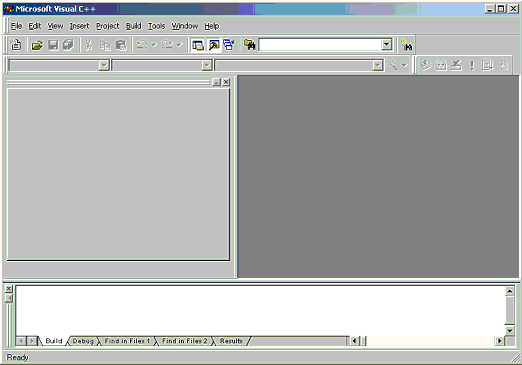 Microsoft Visual C++
File Edit View Insert Project Build Tools Window Help
Build Debug Find in Files 1 Find in Files 2 Results
Ready